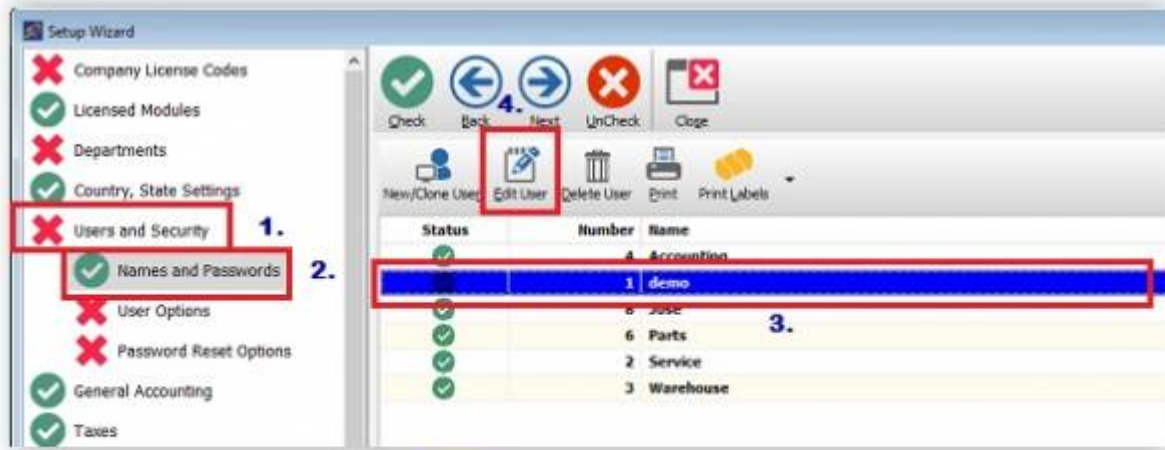 Setup Wizard
Company License Codes
Licensed Modules
Departments
Country, State Settings
Users and Security
1.
Names and Passwords
2.
User Options
Password Reset Options
General Accounting
Taxes
4.
Check Back Next UnCheck Close
New/Clone User Edit User Delete User Print Print Labels
Status Number Name
4 Accounting
1 demo
8 Jose
3.
6 Parts
2 Service
3 Warehouse